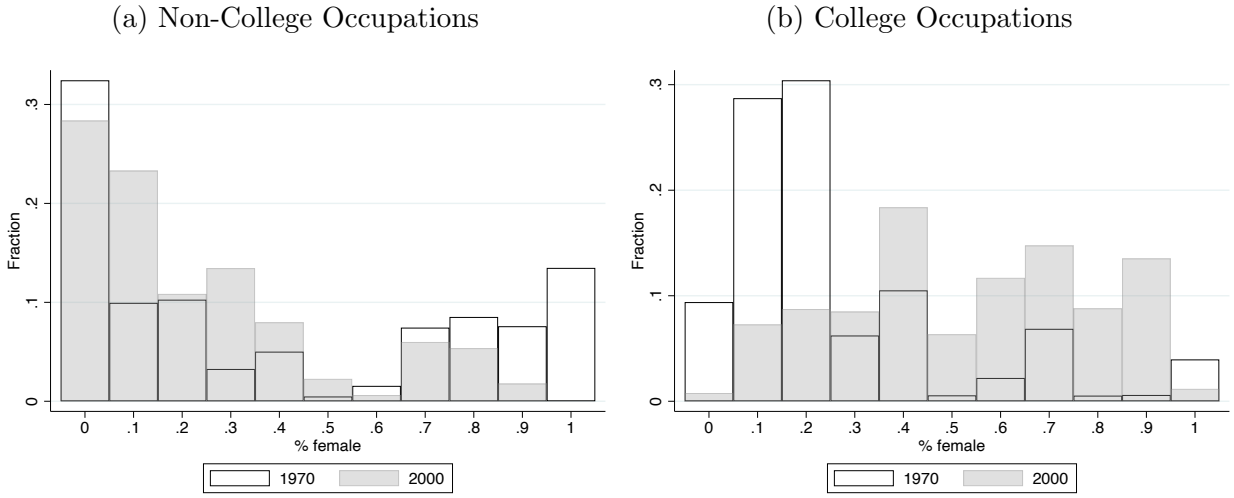 (a) Non-College Occupations
.3
.2
.1
0
Fraction
0 .1 .2 .3 .4 .5 .6 .7 .8 .9 1
% female
1970 2000
(b) College Occupations
.3
.2
.1
0
Fraction
0 .1 .2 .3 .4 .5 .6 .7 .8 .9 1
% female
1970 2000